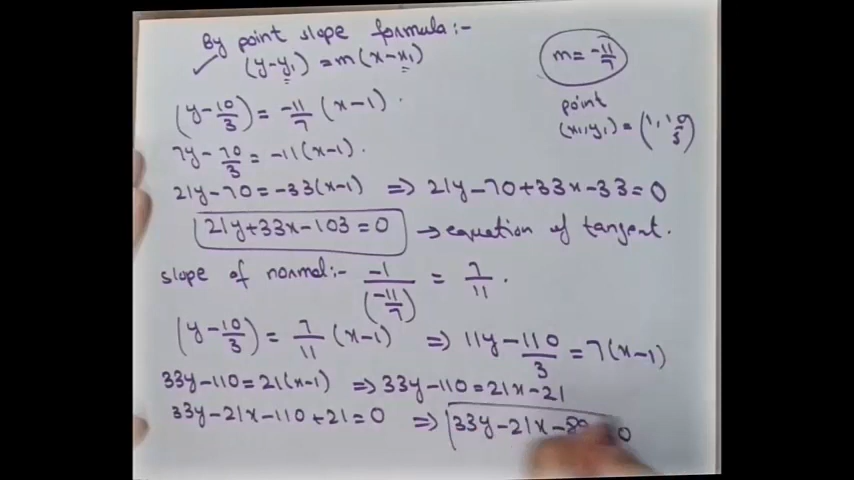 By point slope formula:-
(y-y₁) = m(x-x₁)
m = -11/7
point
(x₁,y₁) = (1, 10/3)
(y-10/3) = -11/7 (x-1).
7y - 70/3 = -11(x-1).
21y-70 = -33(x-1) => 21y-70+33x-33=0
21y+33x-103=0 → equation of tangent.
slope of normal:- -1/(-11/7) = 7/11.
(y-10/3) = 7/11 (x-1) => 11y - 110/3 = 7(x-1)
33y-110=21(x-1) => 33y-110=21x-21
33y-21x-110+21=0 => 33y-21x- 0